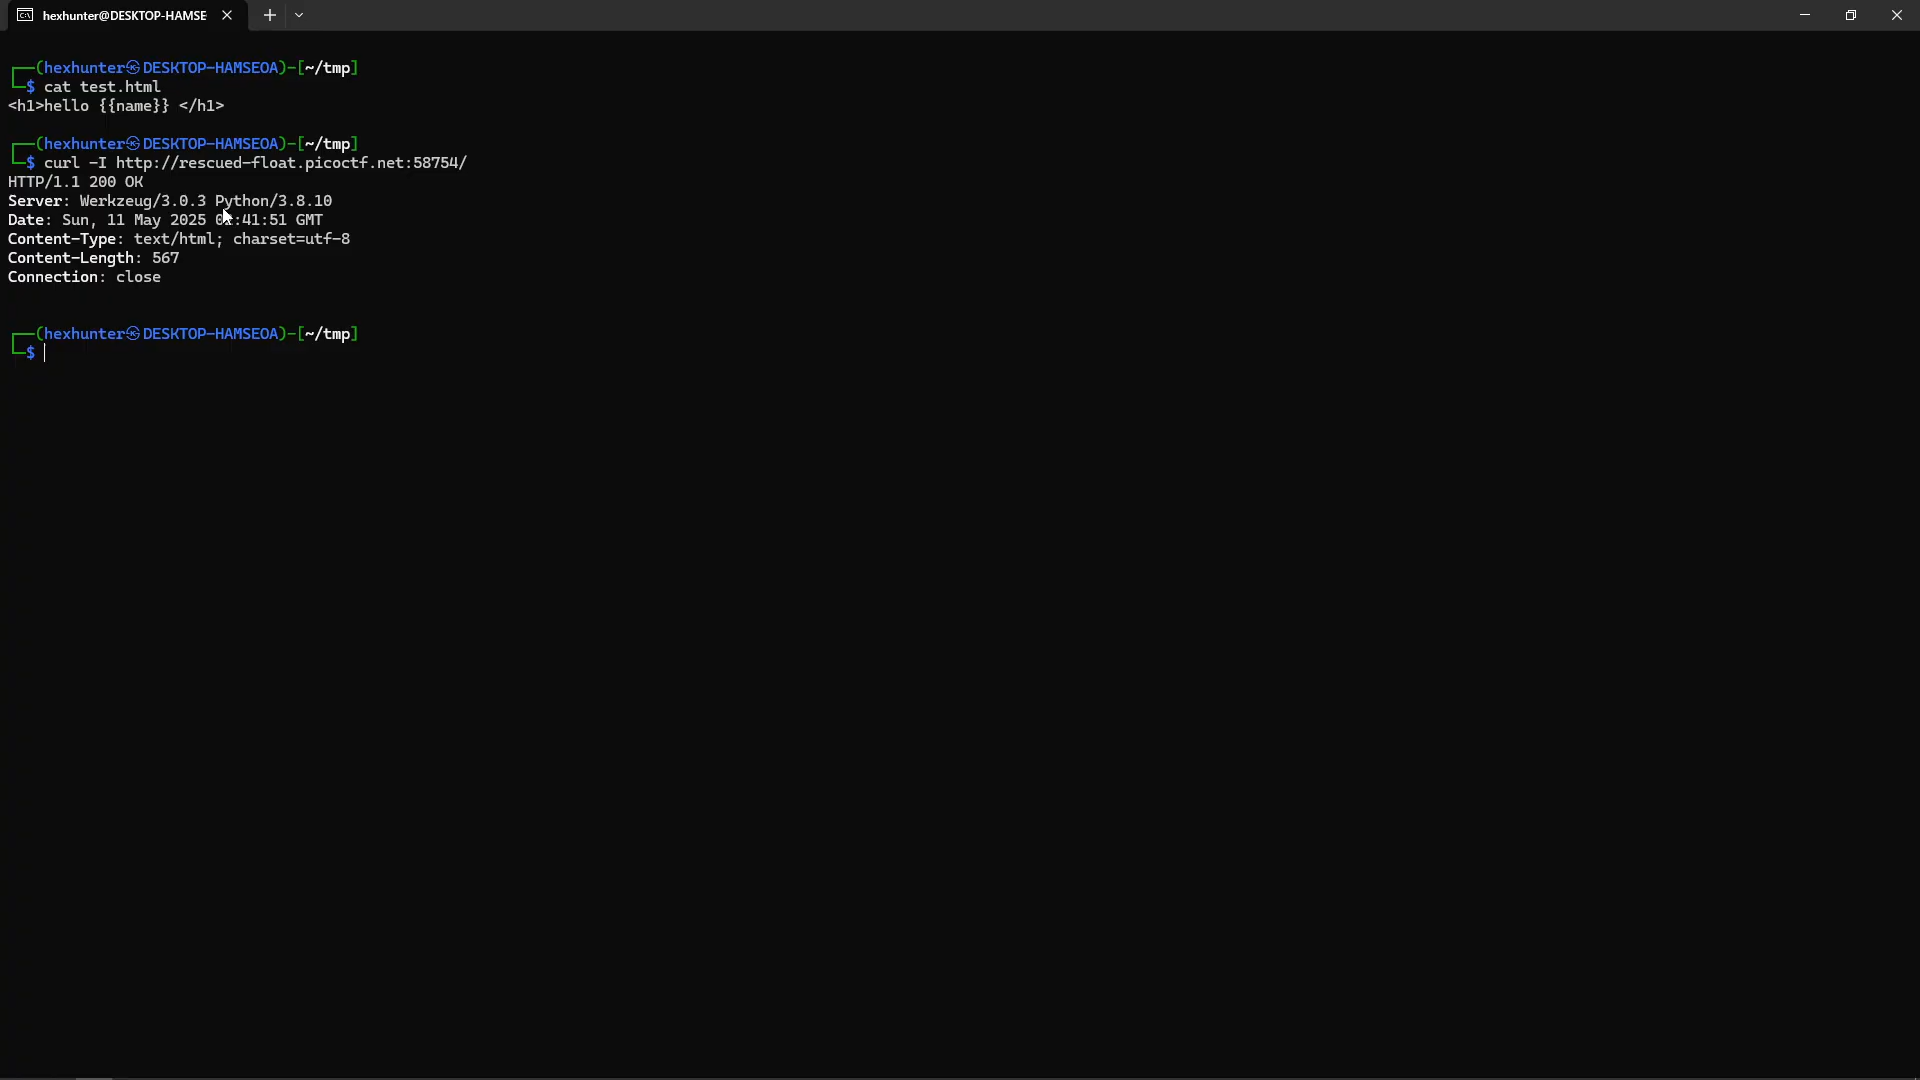 hexhunter@DESKTOP-HAMSE
(hexhunter㉿DESKTOP-HAMSEOA)-[~/tmp]
$ cat test.html
<h1>hello {{name}} </h1>
(hexhunter㉿DESKTOP-HAMSEOA)-[~/tmp]
$ curl -I http://rescued-float.picoctf.net:58754/
HTTP/1.1 200 OK
Server: Werkzeug/3.0.3 Python/3.8.10
Date: Sun, 11 May 2025 GMT
Content-Type: text/html; charset=utf-8
Content-Length: 567
Connection: close
(hexhunter㉿DESKTOP-HAMSEOA)-[~/tmp]
$